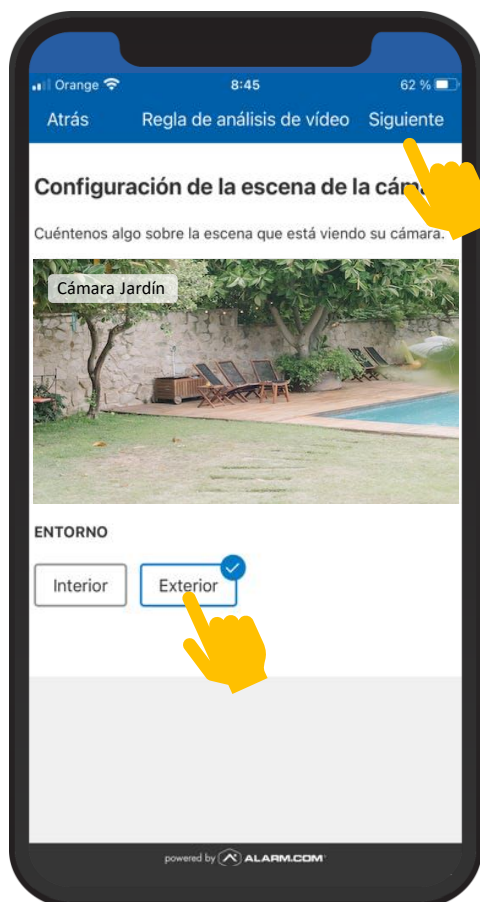 Orange 8:45 62 %
Atrás Regla de análisis de vídeo Siguiente
Configuración de la escena de la
Cuéntenos algo sobre la escena que está viendo su cámara.
Cámara Jardín
ENTORNO
Interior Exterior
powered by ALARM.COM